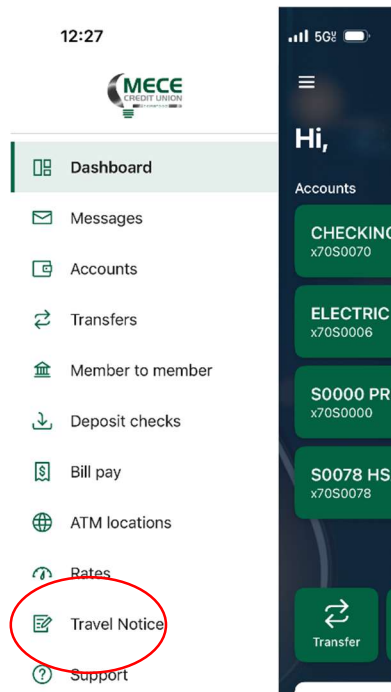 12:27
MECE
CREDIT UNION
Dashboard
Messages
Accounts
Transfers
Member to member
Deposit checks
Bill pay
ATM locations
Rates
Travel Notice
Support
5G
Hi,
Accounts
CHECKING
x70S0070
ELECTRIC
x70S0006
S0000 PR
x70S0000
S0078 HS
x70S0078
Transfer